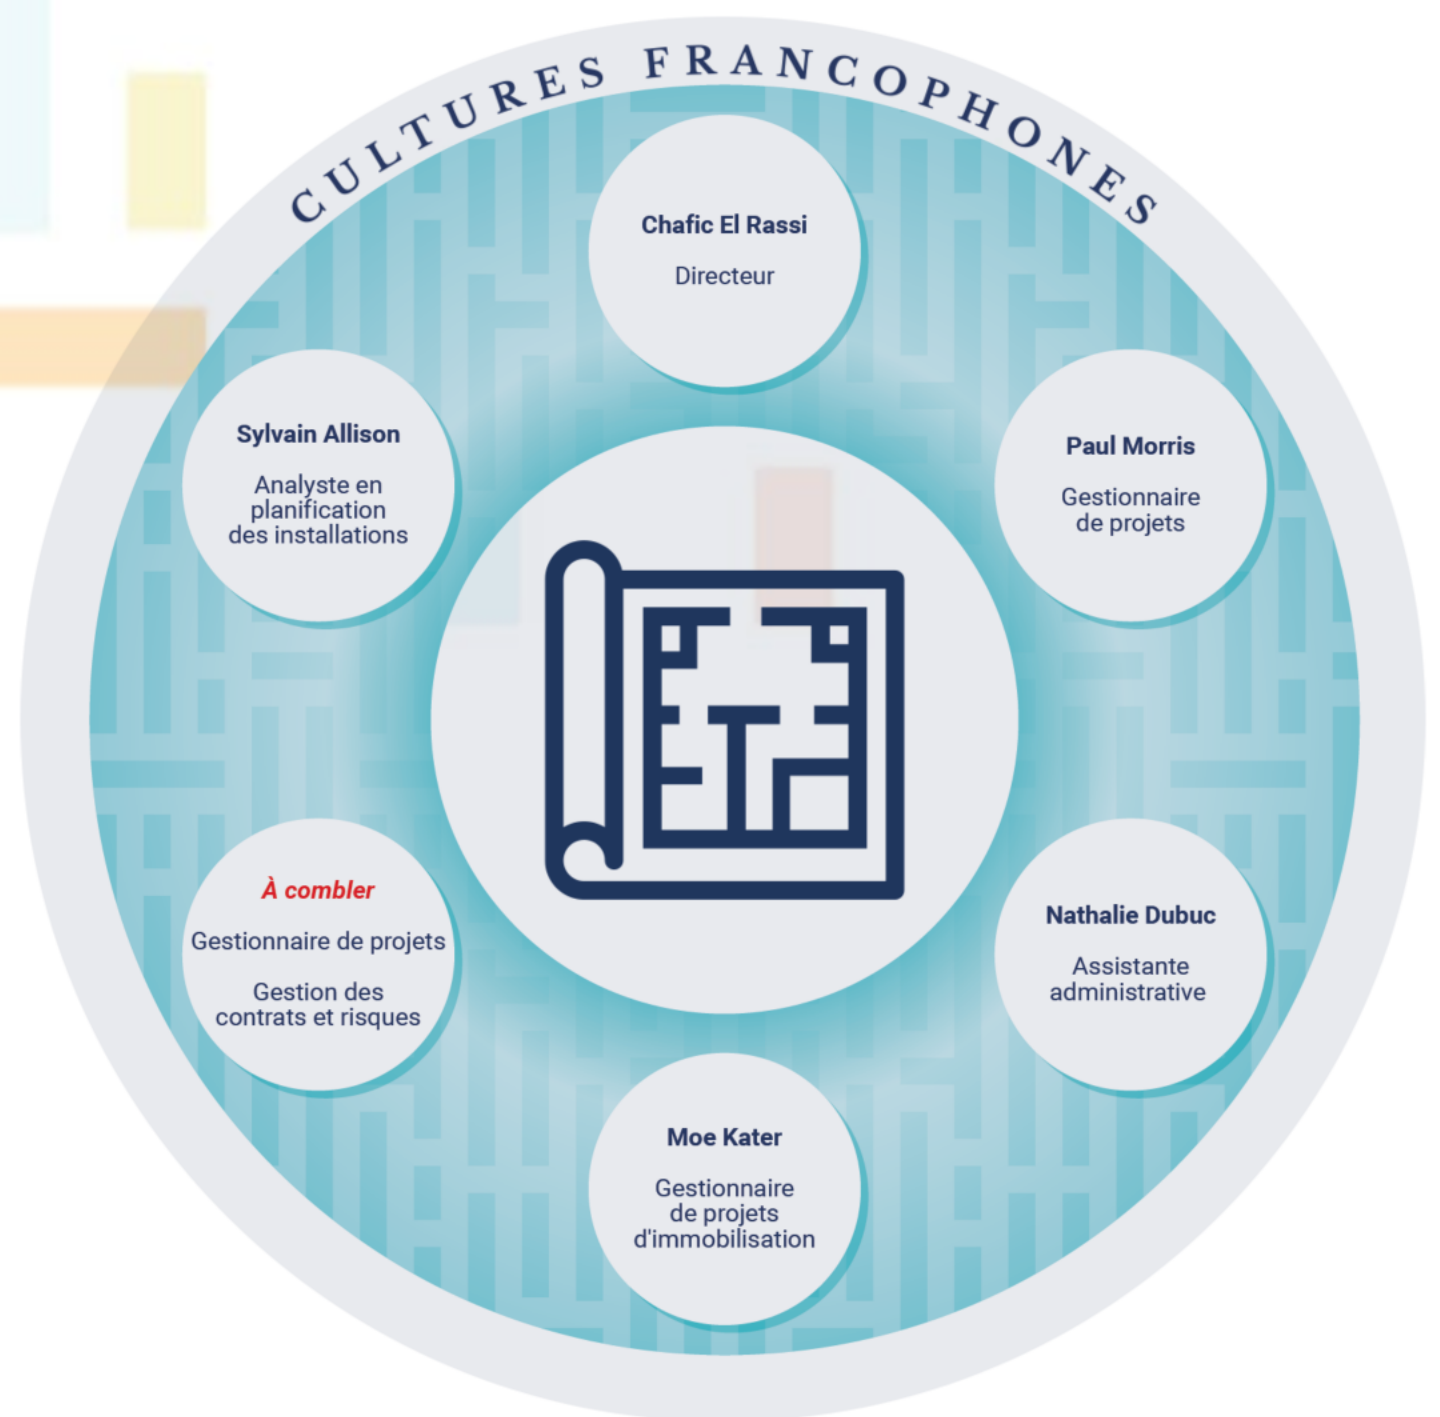 CULTURES FRANCOPHONES
Chafic El Rassi
Directeur
Sylvain Allison
Analyste en
planification
des installations
Paul Morris
Gestionnaire
de projets
À combler
Gestionnaire de projets
Gestion des
contrats et risques
Nathalie Dubuc
Assistante
administrative
Moe Kater
Gestionnaire
de projets
d'immobilisation